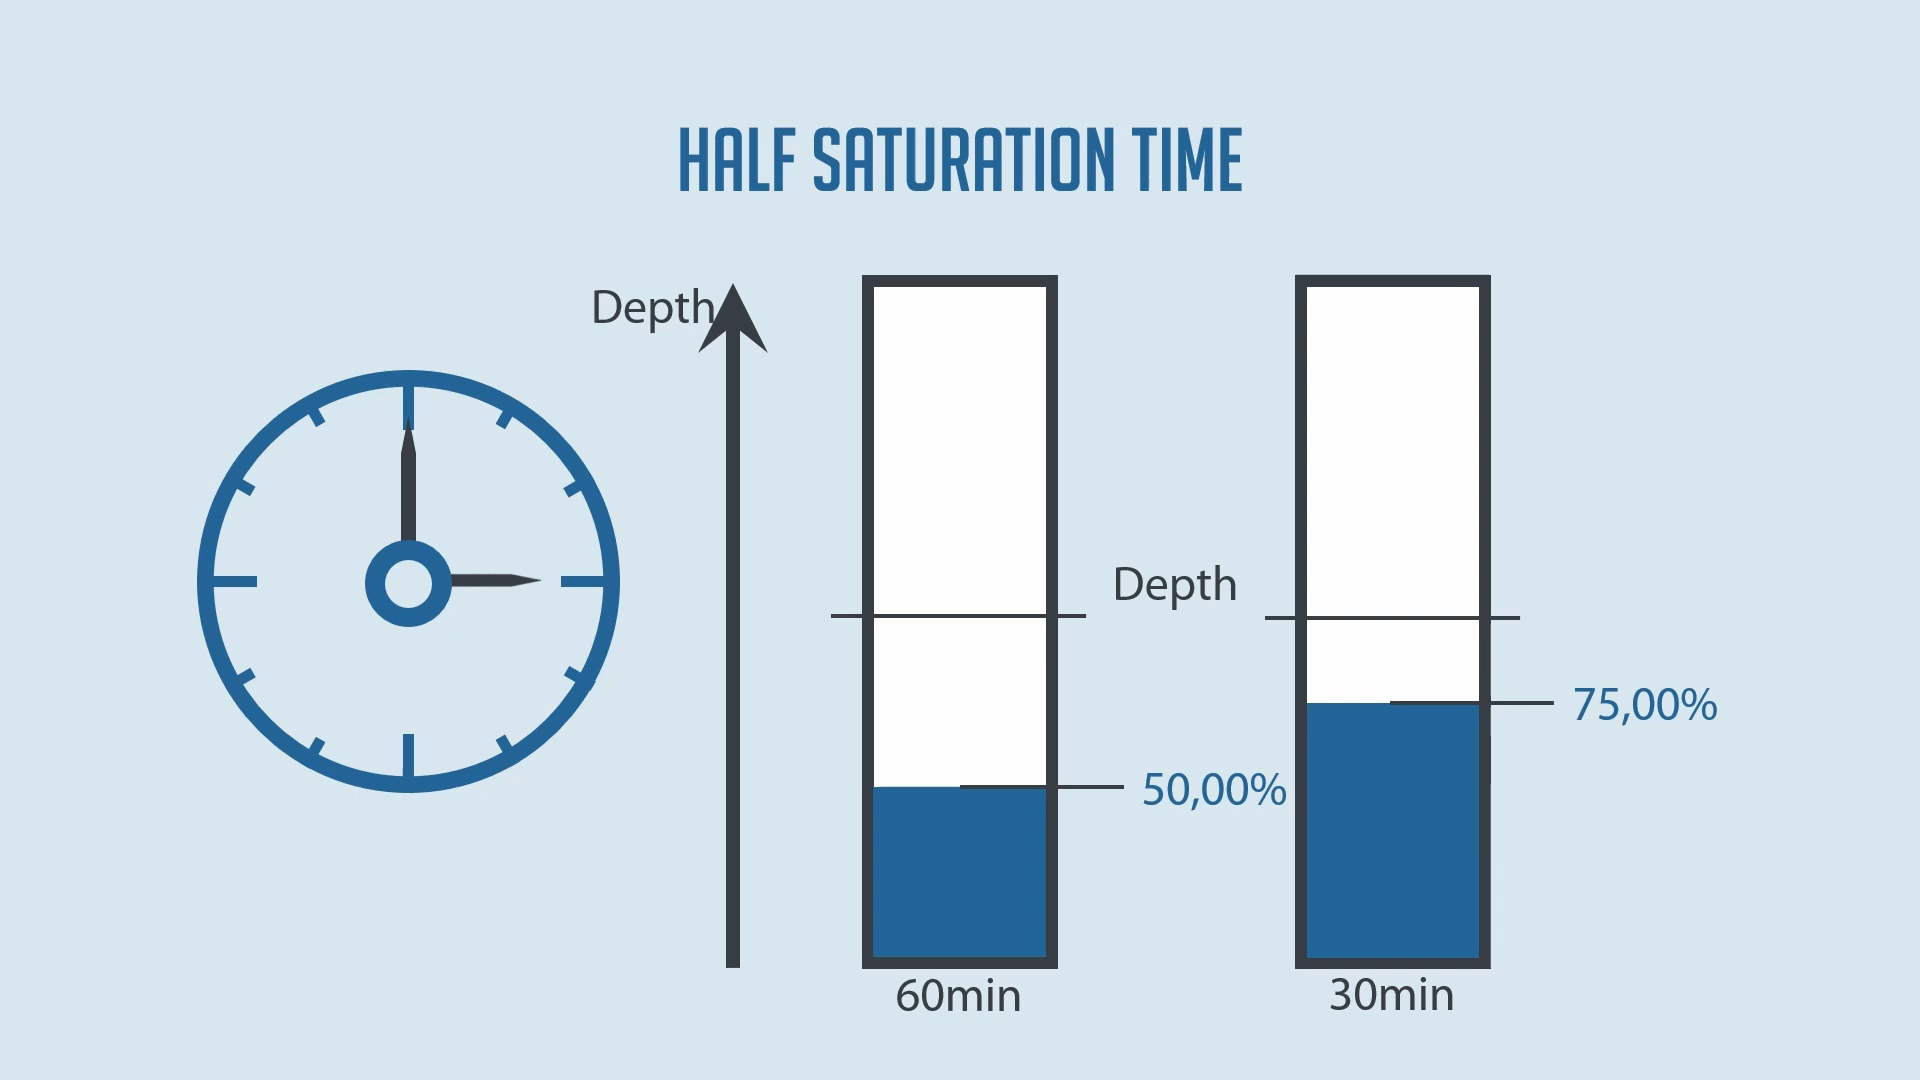 HALF SATURATION TIME
Depth
Depth
75,00%
50,00%
60min
30min